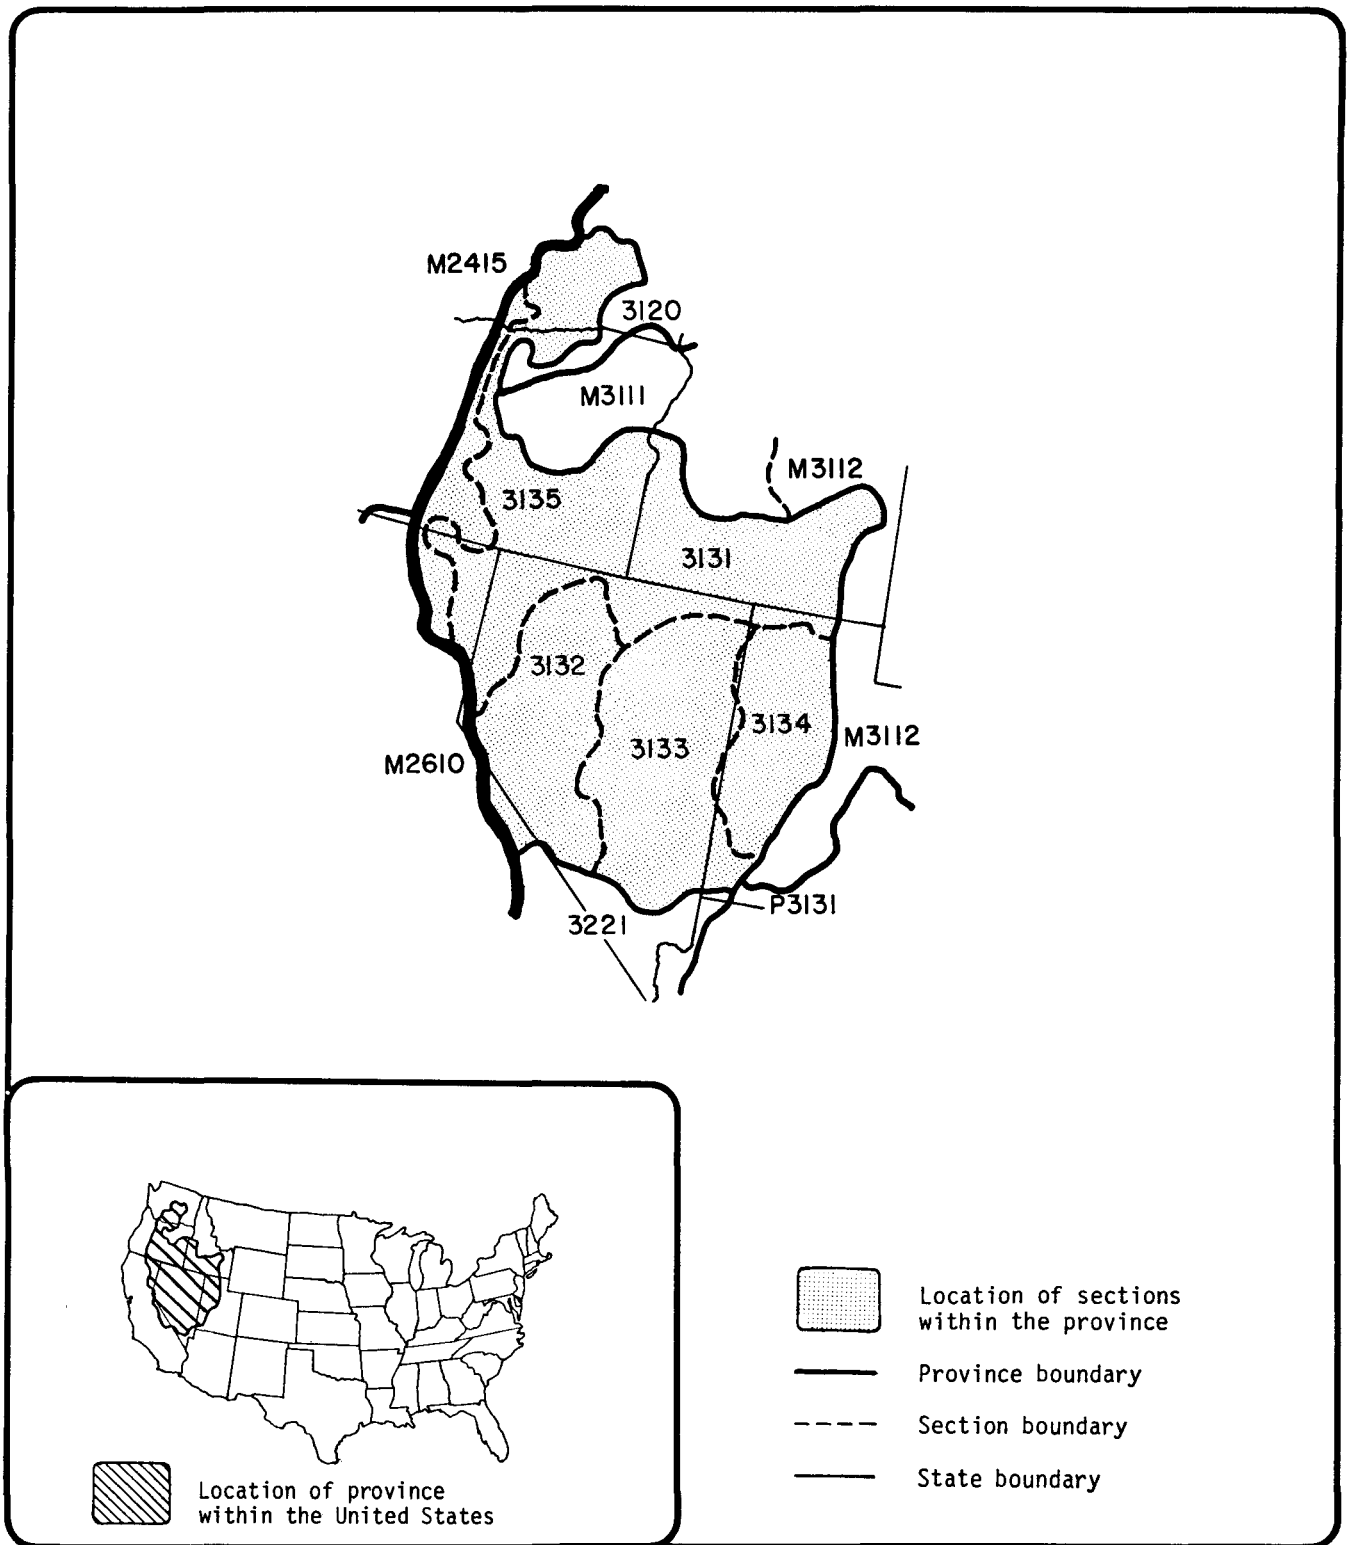 M2415
3120
M3111
M3112
3135
3131
3132
3134
3133
M3112
M2610
P3131
3221
Location of sections
within the province
Province boundary
Section boundary
State boundary
Location of province
within the United States